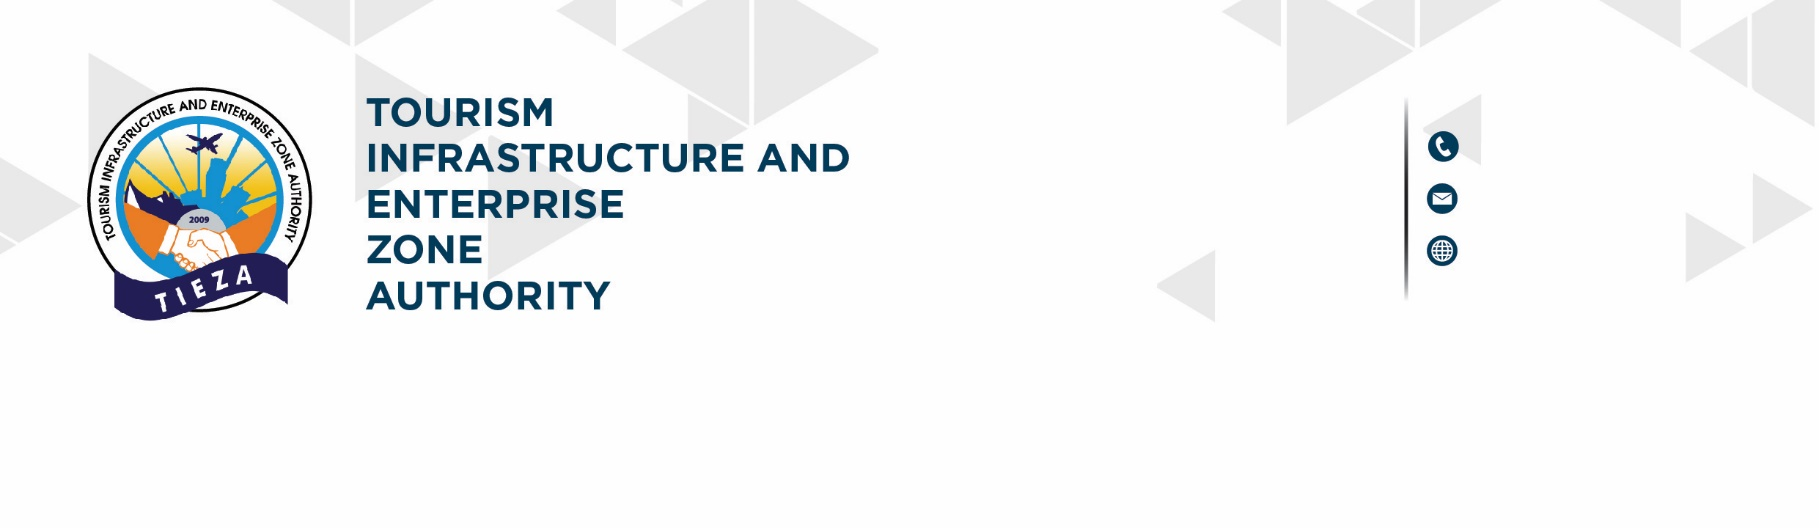 TOURISM INFRASTRUCTURE AND ENTERPRISE ZONE AUTHORITY
2009
TIEZA
TOURISM
INFRASTRUCTURE AND
ENTERPRISE
ZONE
AUTHORITY